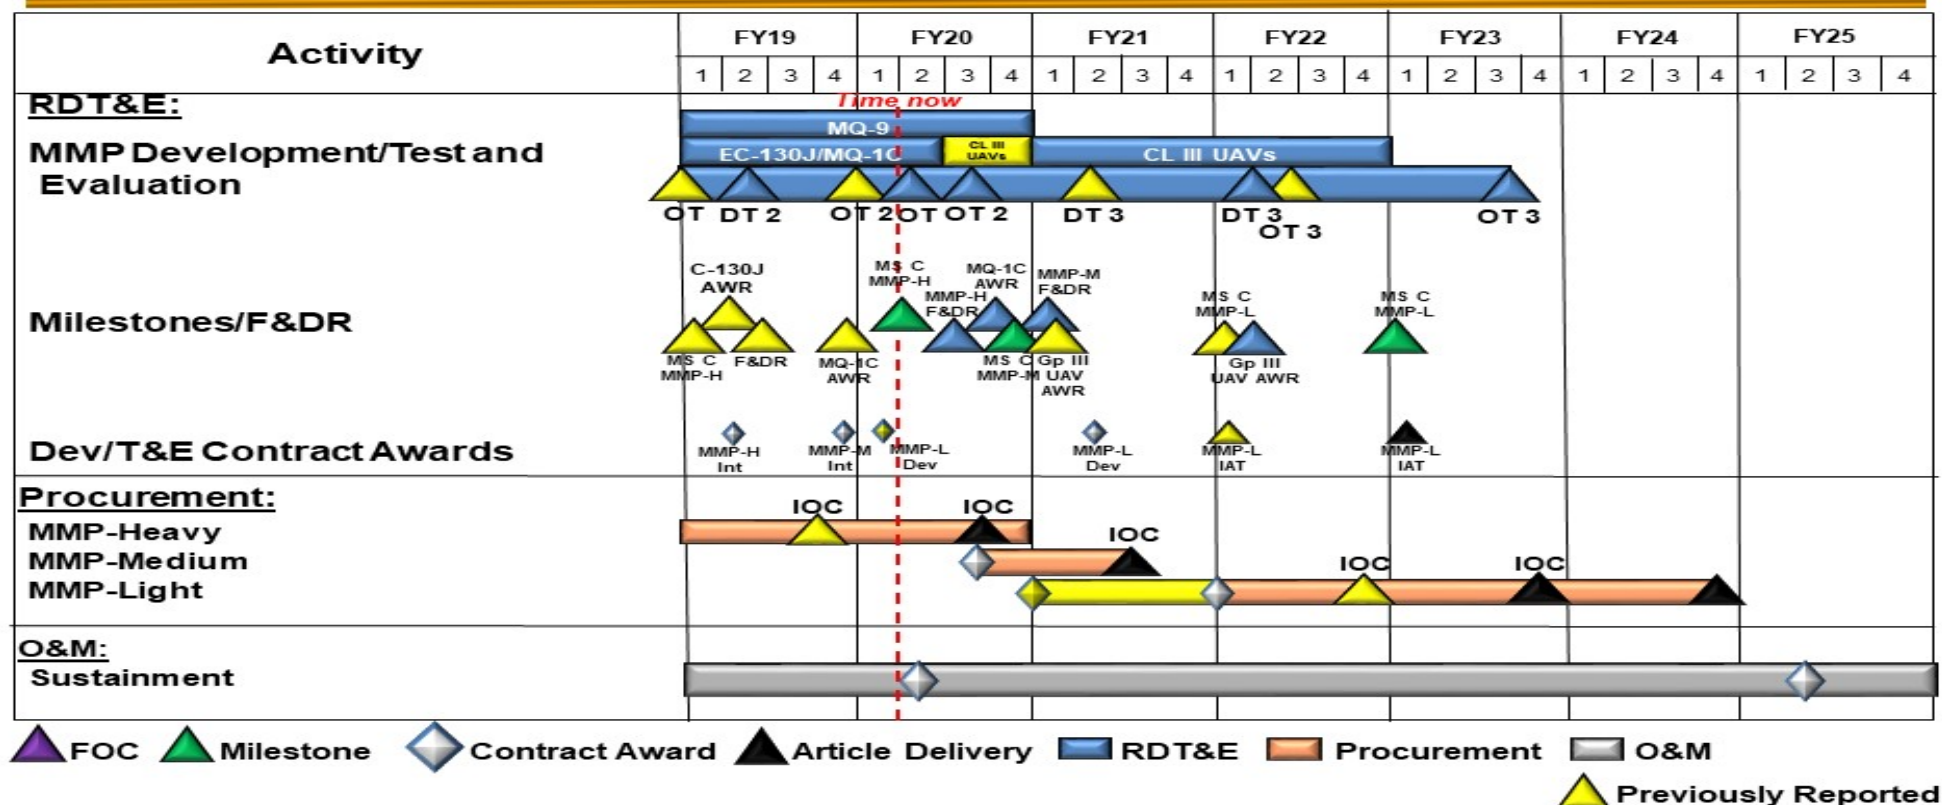 Activity
FY19 FY20 FY21 FY22 FY23 FY24 FY25
1 2 3 4 1 2 3 4 1 2 3 4 1 2 3 4 1 2 3 4 1 2 3 4 1 2 3 4
RDT&E:
Time now
MQ-9
MMP Development/Test and
Evaluation
EC-130J/MQ-1C
CL III
UAVs
CL III UAVs
OT DT 2 OT 2 OT OT 2 DT 3 DT 3 OT 3
OT 3
Milestones/F&DR
C-130J
AWR
MS C
MMP-H
MMP-H
F&DR
MQ-1C
AWR
MMP-M
F&DR
MS C
MMP-L
MS C
MMP-L
MS C
MMP-H
F&DR
MQ-1C
AWR
MS C
MMP-M
Gp III
UAV
AWR
Gp III
UAV AWR
Dev/T&E Contract Awards
MMP-H
Int
MMP-M
Int
MMP-L
Dev
MMP-L
Dev
MMP-L
IAT
MMP-L
IAT
Procurement:
MMP-Heavy
IOC IOC
MMP-Medium
IOC
MMP-Light
IOC IOC
O&M:
Sustainment
FOC Milestone Contract Award Article Delivery RDT&E Procurement O&M
Previously Reported